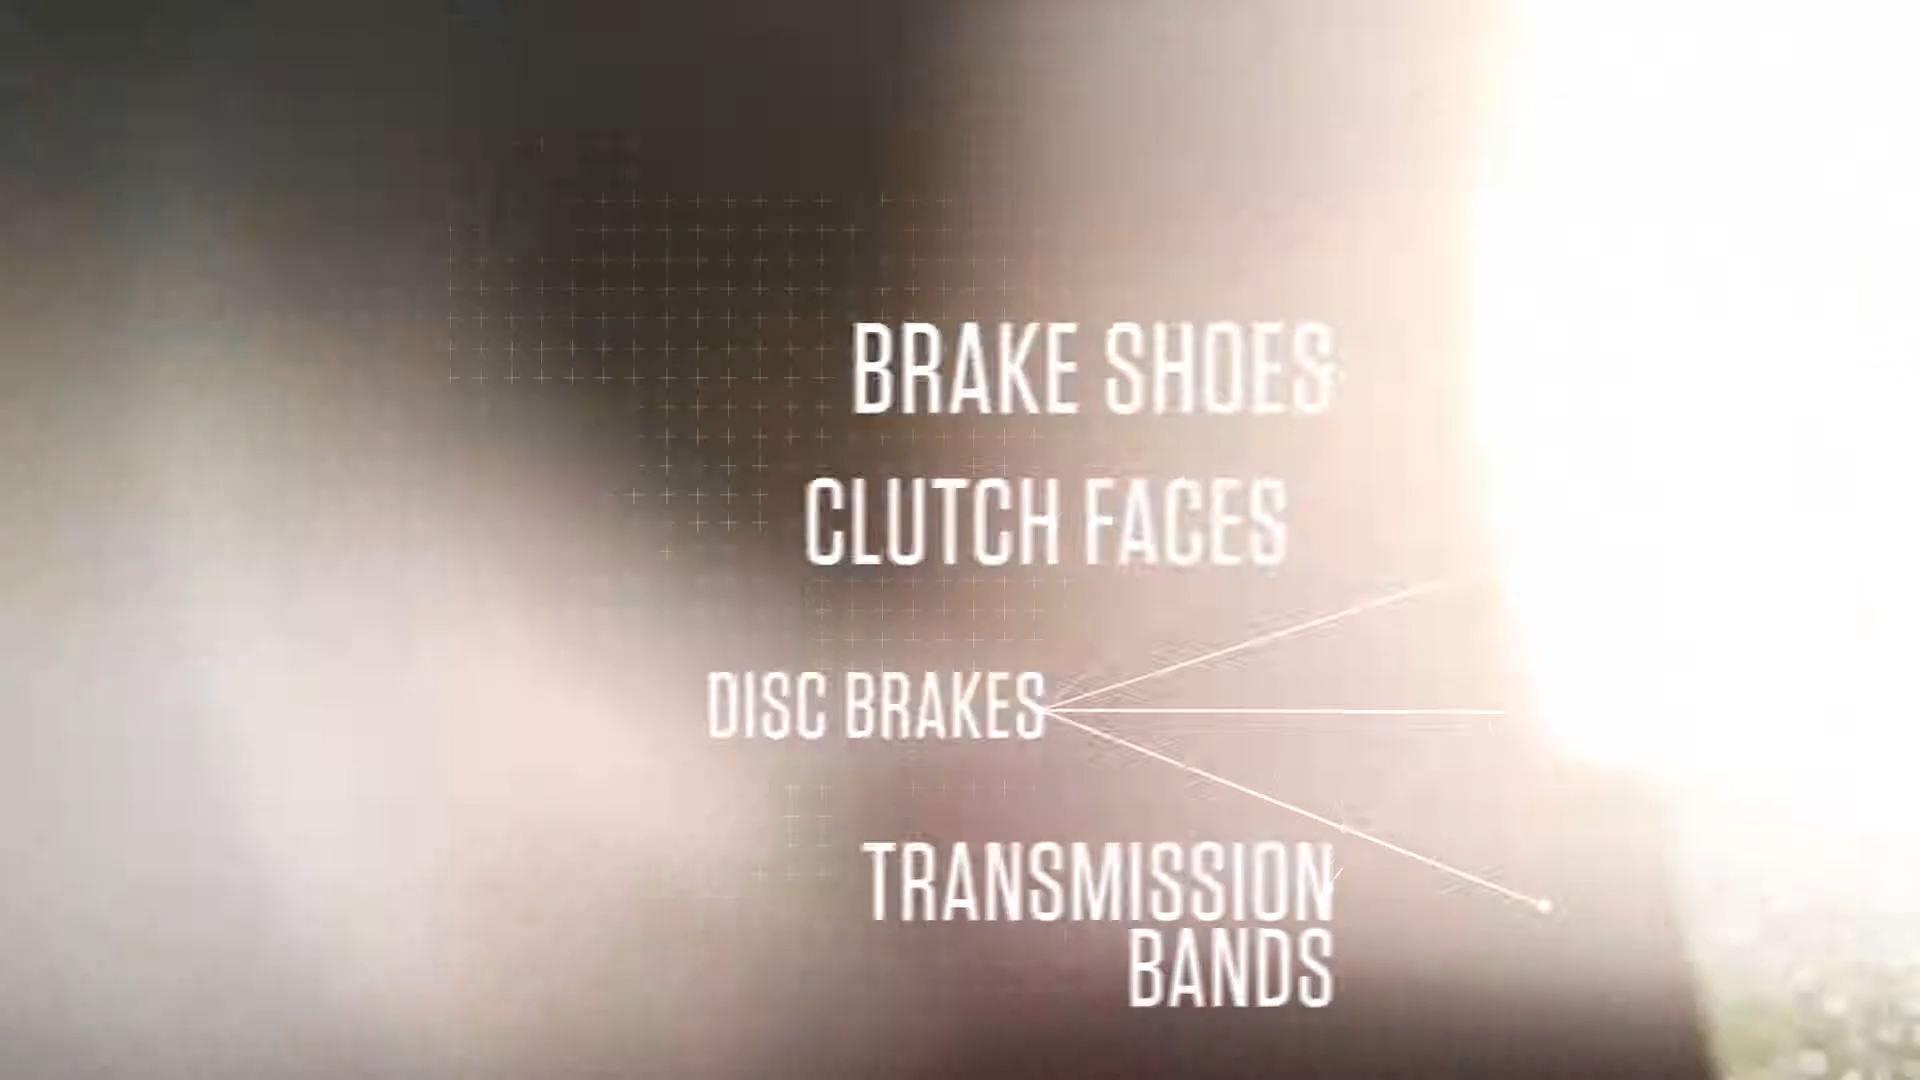 BRAKE SHOES
CLUTCH FACES
DISC BRAKES
TRANSMISSION
BANDS